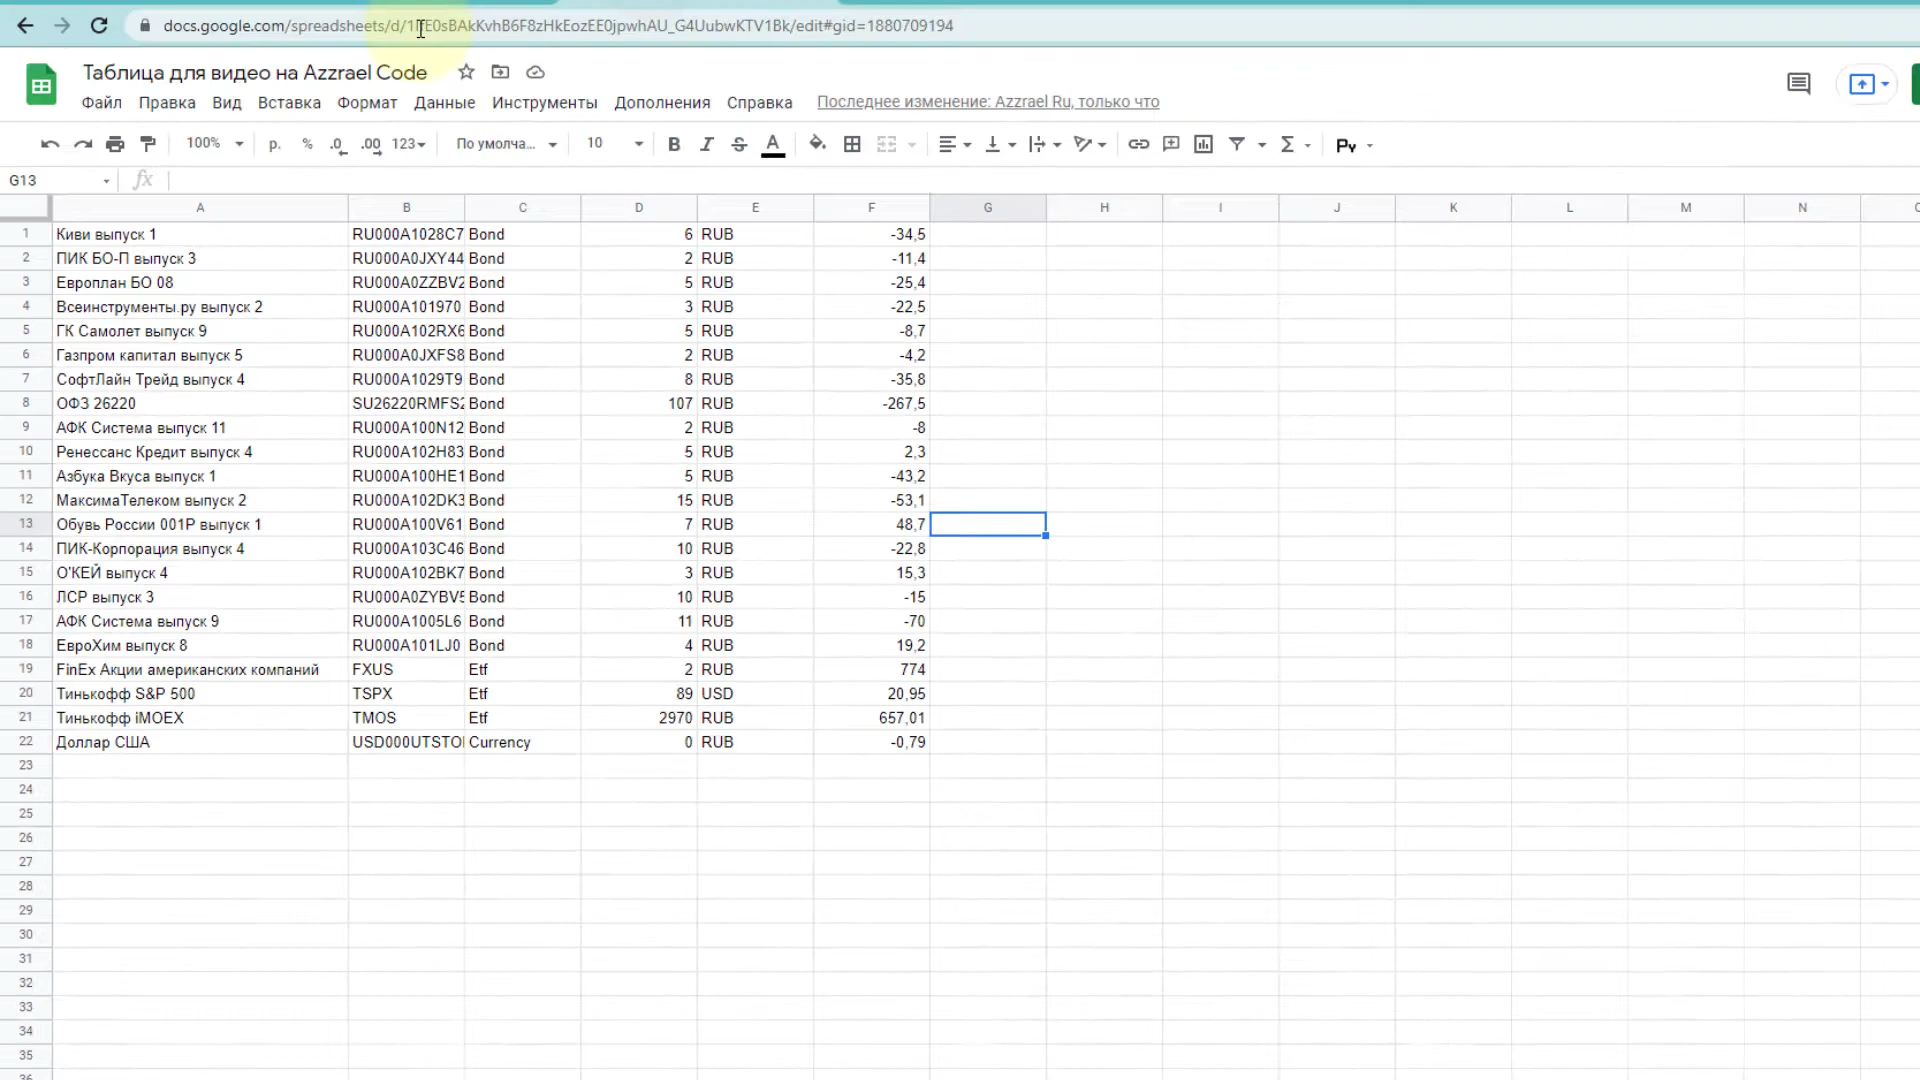 docs.google.com/spreadsheets/d/1 E0sBAkKvhB6F8zHkEozEE0jpwhAU_G4UubwKTV1Bk/edit#gid=1880709194
Таблица для видео на Azzrael Code
Файл Правка Вид Вставка Формат Данные Инструменты Дополнения Справка Последнее изменение: Azzrael Ru, только что
100% р. % .0 .00 123 По умолча... 10 B I S A Σ Py
G13 fx
A B C D E F G H I J K L M N
1 Киви выпуск 1 RU000A1028C7 Bond 6 RUB -34,5
2 ПИК БО-П выпуск 3 RU000A0JXY44 Bond 2 RUB -11,4
3 Европлан БО 08 RU000A0ZZBV2 Bond 5 RUB -25,4
4 Всеинструменты.ру выпуск 2 RU000A101970 Bond 3 RUB -22,5
5 ГК Самолет выпуск 9 RU000A102RX6 Bond 5 RUB -8,7
6 Газпром капитал выпуск 5 RU000A0JXFS8 Bond 2 RUB -4,2
7 СофтЛайн Трейд выпуск 4 RU000A1029T9 Bond 8 RUB -35,8
8 ОФЗ 26220 SU26220RMFS2 Bond 107 RUB -267,5
9 АФК Система выпуск 11 RU000A100N12 Bond 2 RUB -8
10 Ренессанс Кредит выпуск 4 RU000A102H83 Bond 5 RUB 2,3
11 Азбука Вкуса выпуск 1 RU000A100HE1 Bond 5 RUB -43,2
12 МаксимаТелеком выпуск 2 RU000A102DK3 Bond 15 RUB -53,1
13 Обувь России 001P выпуск 1 RU000A100V61 Bond 7 RUB 48,7
14 ПИК-Корпорация выпуск 4 RU000A103C46 Bond 10 RUB -22,8
15 О'КЕЙ выпуск 4 RU000A102BK7 Bond 3 RUB 15,3
16 ЛСР выпуск 3 RU000A0ZYBV5 Bond 10 RUB -15
17 АФК Система выпуск 9 RU000A1005L6 Bond 11 RUB -70
18 ЕвроХим выпуск 8 RU000A101LJ0 Bond 4 RUB 19,2
19 FinEx Акции американских компаний FXUS Etf 2 RUB 774
20 Тинькофф S&P 500 TSPX Etf 89 USD 20,95
21 Тинькофф iMOEX TMOS Etf 2970 RUB 657,01
22 Доллар США USD000UTSTO Currency 0 RUB -0,79
23
24
25
26
27
28
29
30
31
32
33
34
35